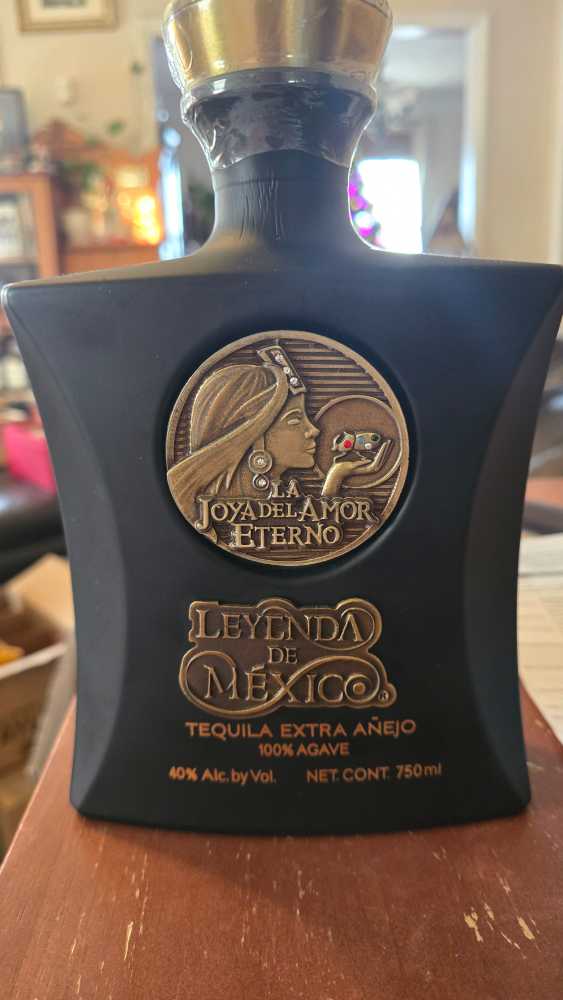 LA
JOYA DEL AMOR
ETERNO
LEYENDA
DE
MÉXICO®
TEQUILA EXTRA AÑEJO
100% AGAVE
40% Alc. by Vol. NET. CONT. 750ml